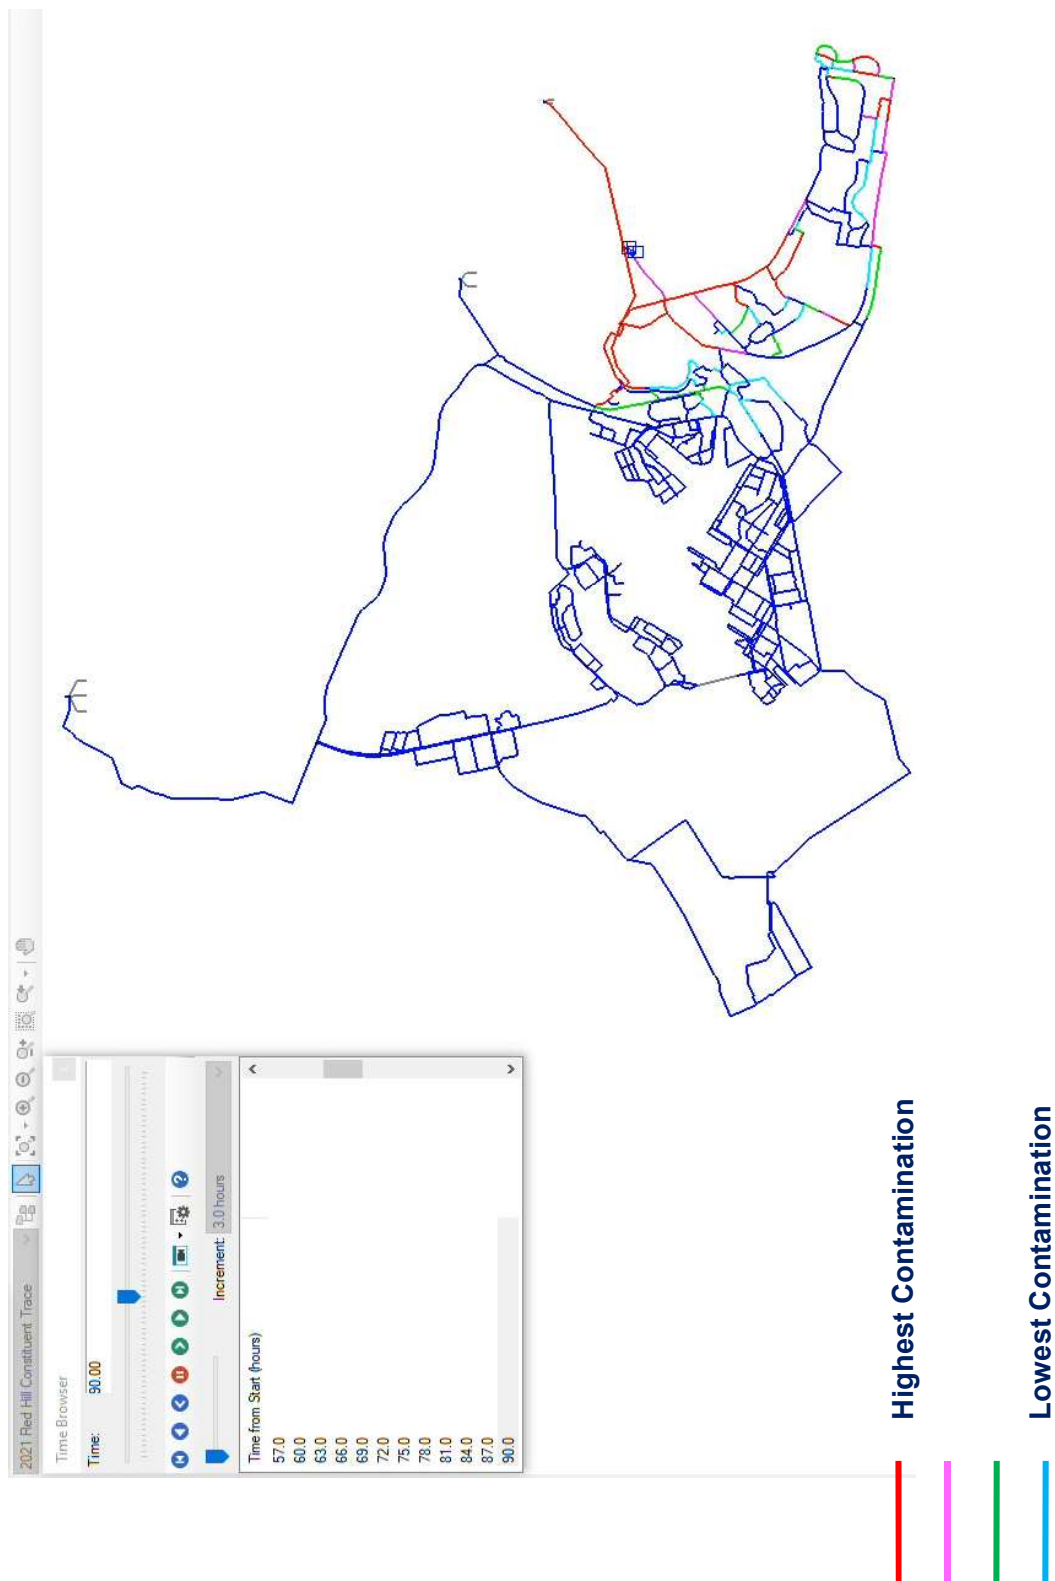 2021 Red Hill Constituent Trace
Time Browser
Time: 90.00
Increment: 3.0 hours
Time from Start (hours)
57.0
60.0
63.0
66.0
69.0
72.0
75.0
78.0
81.0
84.0
87.0
90.0
Highest Contamination
Lowest Contamination